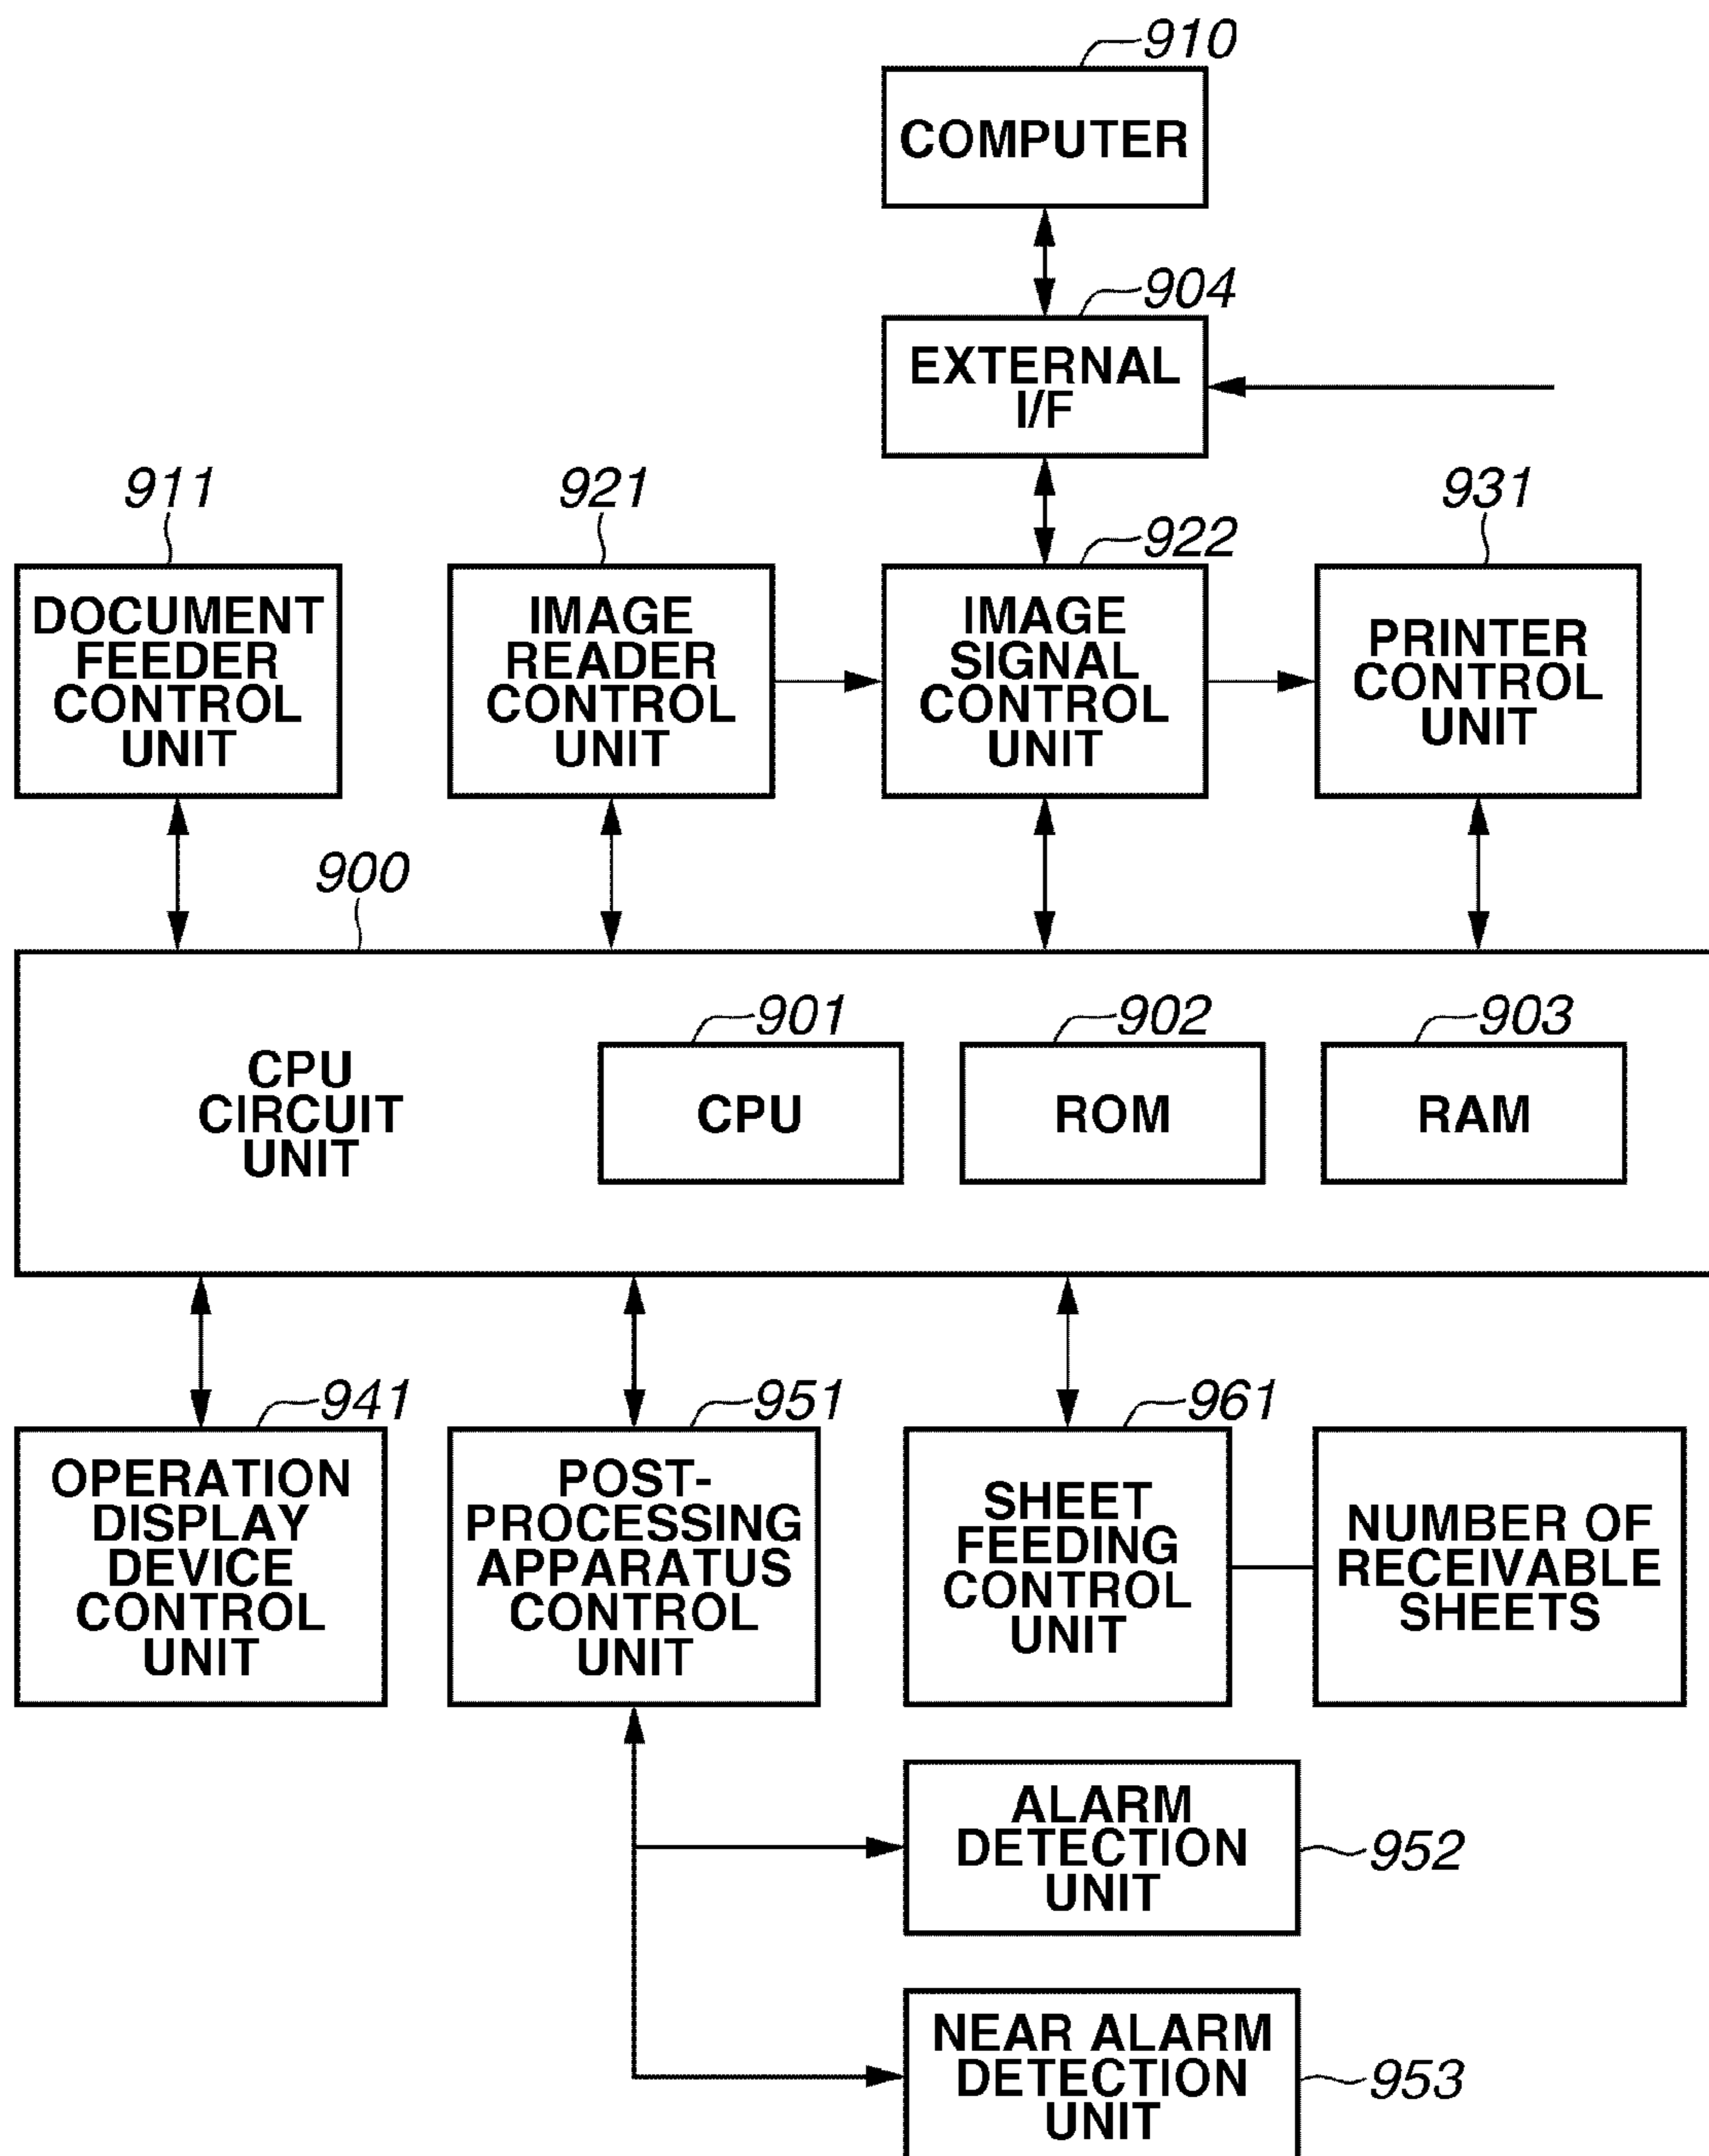 910
COMPUTER
904
EXTERNAL
I/F
911
921
922
931
DOCUMENT
FEEDER
CONTROL
UNIT
IMAGE
READER
CONTROL
UNIT
IMAGE
SIGNAL
CONTROL
UNIT
PRINTER
CONTROL
UNIT
900
CPU
CIRCUIT
UNIT
901
CPU
902
ROM
903
RAM
941
OPERATION
DISPLAY
DEVICE
CONTROL
UNIT
951
POST-
PROCESSING
APPARATUS
CONTROL
UNIT
961
SHEET
FEEDING
CONTROL
UNIT
NUMBER OF
RECEIVABLE
SHEETS
ALARM
DETECTION
UNIT
952
NEAR ALARM
DETECTION
UNIT
953